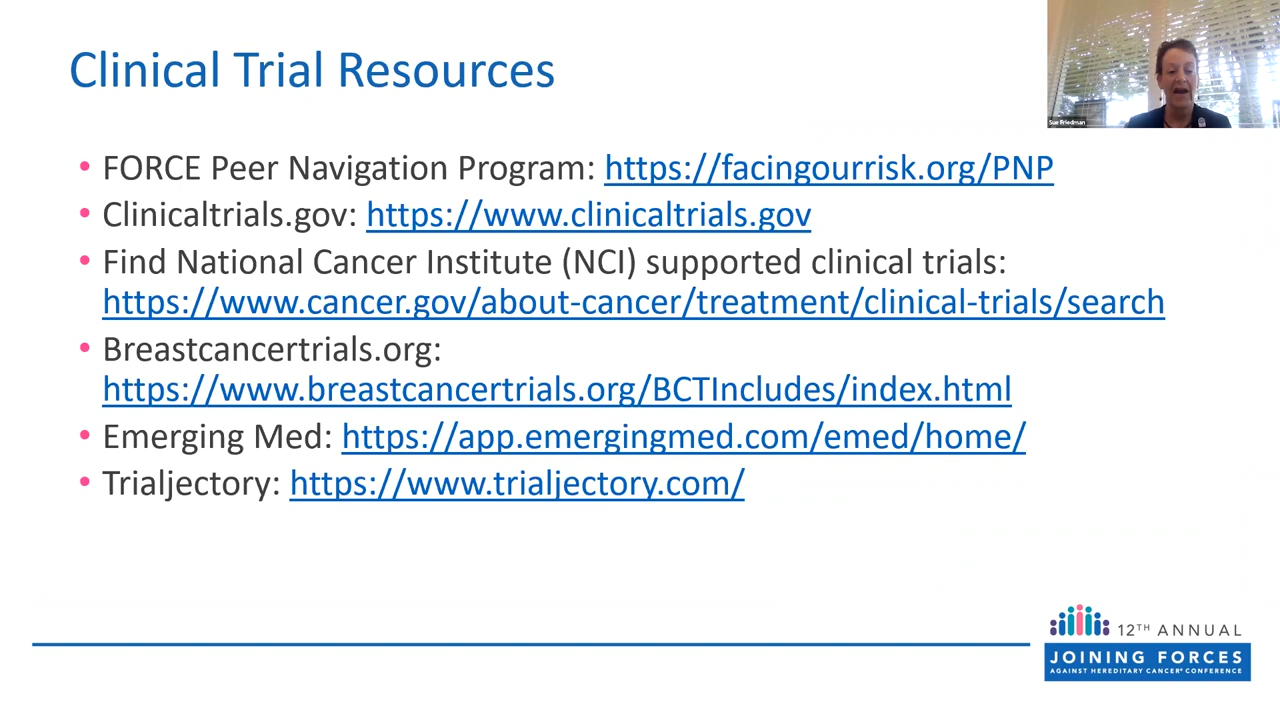 Clinical Trial Resources
Sue Friedman
• FORCE Peer Navigation Program: https://facingourrisk.org/PNP
• Clinicaltrials.gov: https://www.clinicaltrials.gov
• Find National Cancer Institute (NCI) supported clinical trials:
https://www.cancer.gov/about-cancer/treatment/clinical-trials/search
• Breastcancertrials.org:
https://www.breastcancertrials.org/BCTIncludes/index.html
• Emerging Med: https://app.emergingmed.com/emed/home/
• Trialjectory: https://www.trialjectory.com/
12TH ANNUAL
JOINING FORCES
AGAINST HEREDITARY CANCER® CONFERENCE